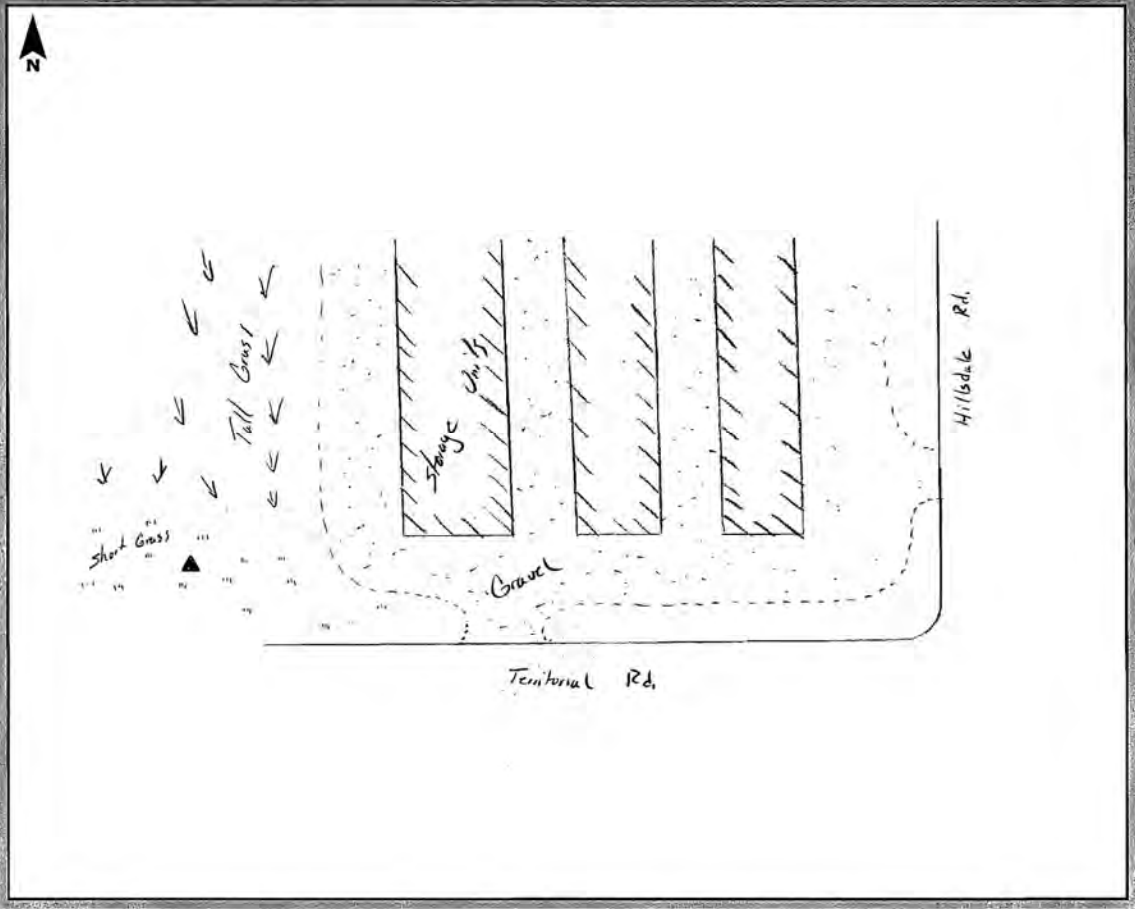 N
Tall Grass
Storage Units
Hillsdale Rd.
Short Grass
Gravel
Territorial Rd.